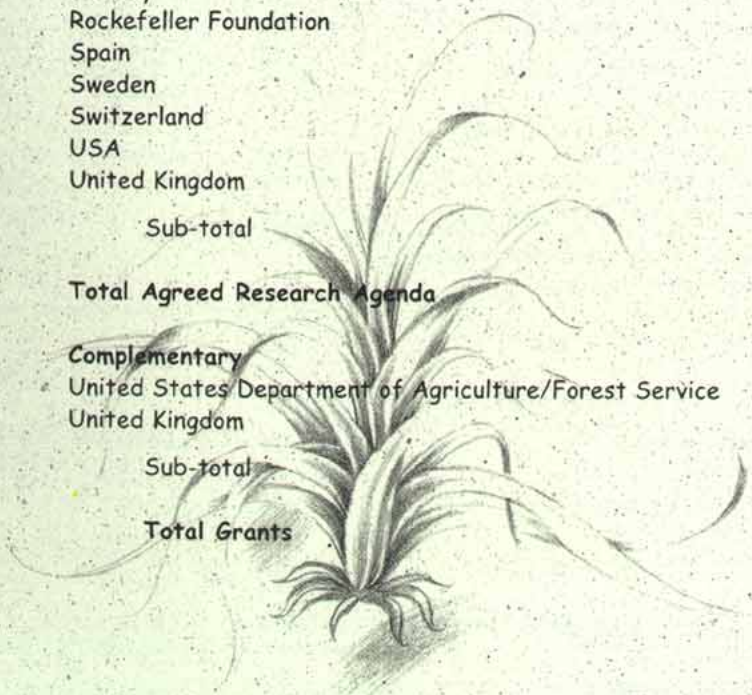 Rockefeller Foundation
Spain
Sweden
Switzerland
USA
United Kingdom
Sub-total
Total Agreed Research Agenda
Complementary
United States Department of Agriculture/Forest Service
United Kingdom
Sub-total
Total Grants